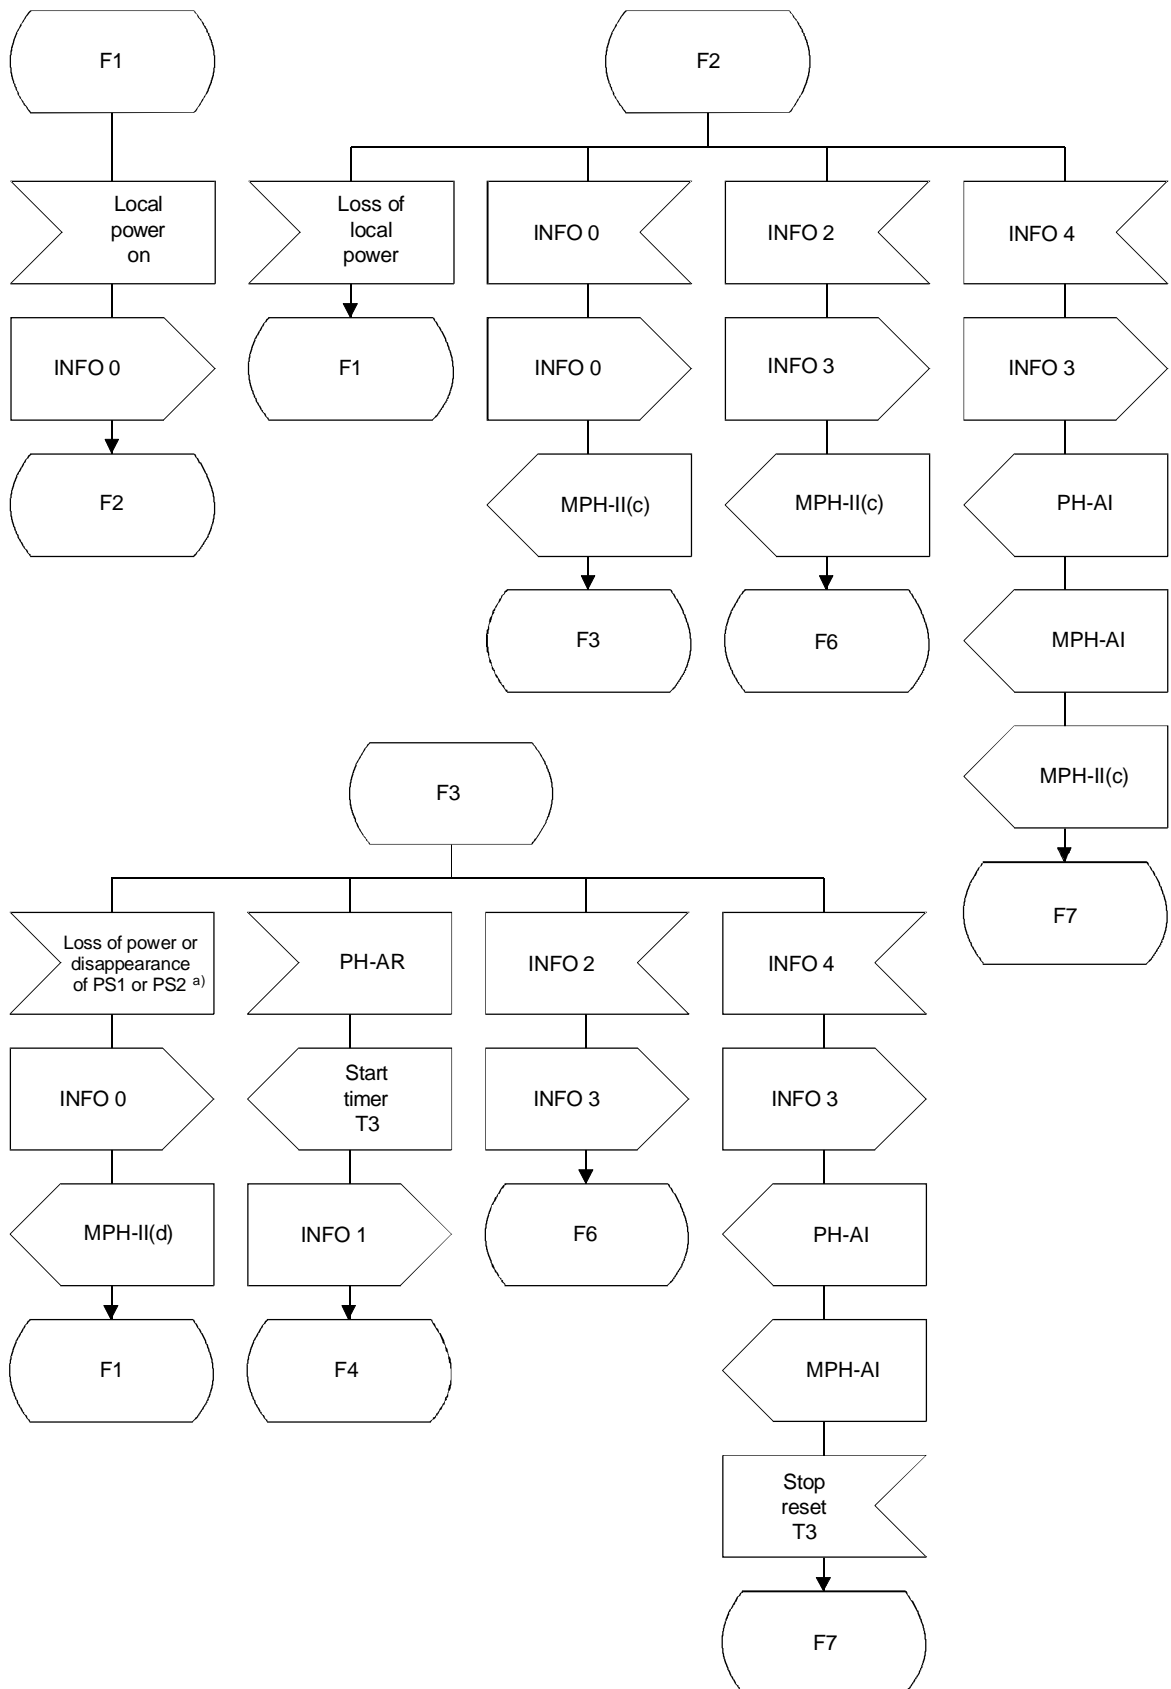 F1
F2
Local
power
on
Loss of
local
power
INFO 0
INFO 2
INFO 4
INFO 0
F1
INFO 0
INFO 3
INFO 3
F2
MPH-II(c)
MPH-II(c)
PH-AI
F3
F6
MPH-AI
MPH-II(c)
F7
F3
Loss of power or
disappearance
of PS1 or PS2 a)
PH-AR
INFO 2
INFO 4
INFO 0
Start
timer
T3
INFO 3
INFO 3
MPH-II(d)
INFO 1
F6
PH-AI
F1
F4
MPH-AI
Stop
reset
T3
F7